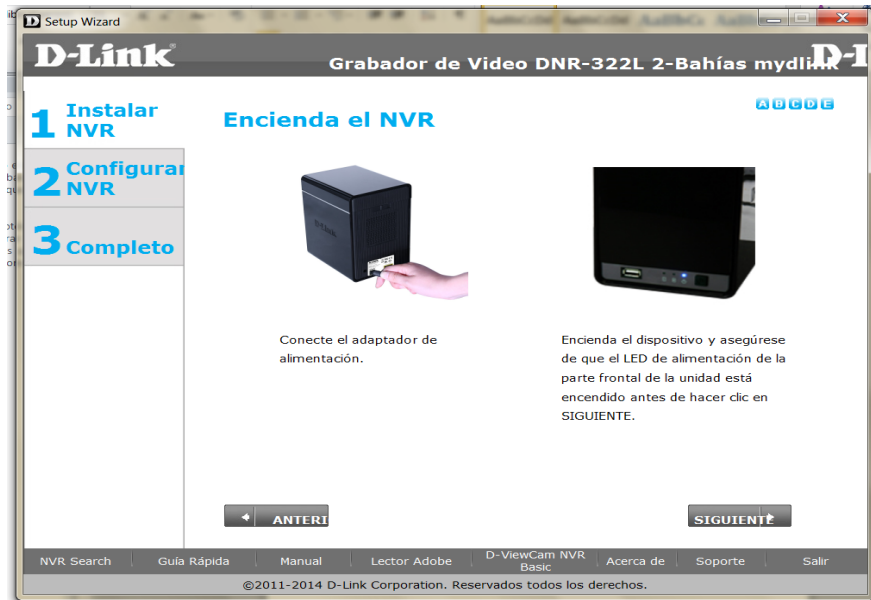 Setup Wizard
D-Link
Grabador de Video DNR-322L 2-Bahías mydlink
D-L
1 Instalar
NVR
2 Configurar
NVR
3 Completo
A B C D E
Encienda el NVR
Conecte el adaptador de
alimentación.
Encienda el dispositivo y asegúrese
de que el LED de alimentación de la
parte frontal de la unidad está
encendido antes de hacer clic en
SIGUIENTE.
ANTERI
SIGUIENTE
NVR Search
Guía Rápida
Manual
Lector Adobe
D-ViewCam NVR
Basic
Acerca de
Soporte
Salir
©2011-2014 D-Link Corporation. Reservados todos los derechos.